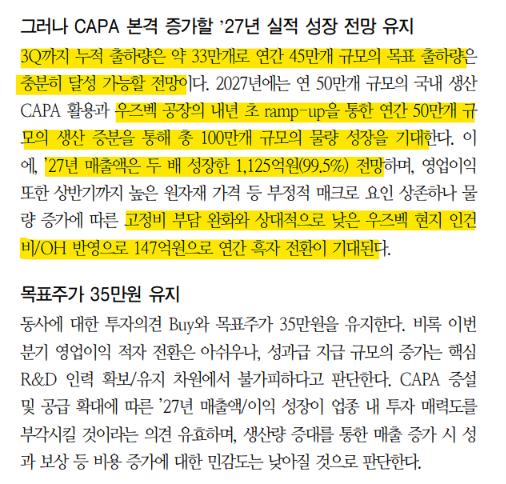 그러나 CAPA 본격 증가할 ’27년 실적 성장 전망 유지
3Q까지 누적 출하량은 약 33만개로 연간 45만개 규모의 목표 출하량은
충분히 달성 가능할 전망이다. 2027년에는 연 50만개 규모의 국내 생산
CAPA 활용과 우즈벡 공장의 내년 초 ramp-up을 통한 연간 50만개 규
모의 생산 증분을 통해 총 100만개 규모의 물량 성장을 기대한다. 이
에, ’27년 매출액은 두 배 성장한 1,125억원(99.5%) 전망하며, 영업이익
또한 상반기까지 높은 원자재 가격 등 부정적 매크로 요인 상존하나 물
량 증가에 따른 고정비 부담 완화와 상대적으로 낮은 우즈벡 현지 인건
비/OH 반영으로 147억원으로 연간 흑자 전환이 기대된다.
목표주가 35만원 유지
동사에 대한 투자의견 Buy와 목표주가 35만원을 유지한다. 비록 이번
분기 영업이익 적자 전환은 아쉬우나, 성과급 지급 규모의 증가는 핵심
R&D 인력 확보/유지 차원에서 불가피하다고 판단한다. CAPA 증설
및 공급 확대에 따른 ’27년 매출액/이익 성장이 업종 내 투자 매력도를
부각시킬 것이라는 의견 유효하며, 생산량 증대를 통한 매출 증가 시 성
과 보상 등 비용 증가에 대한 민감도는 낮아질 것으로 판단한다.